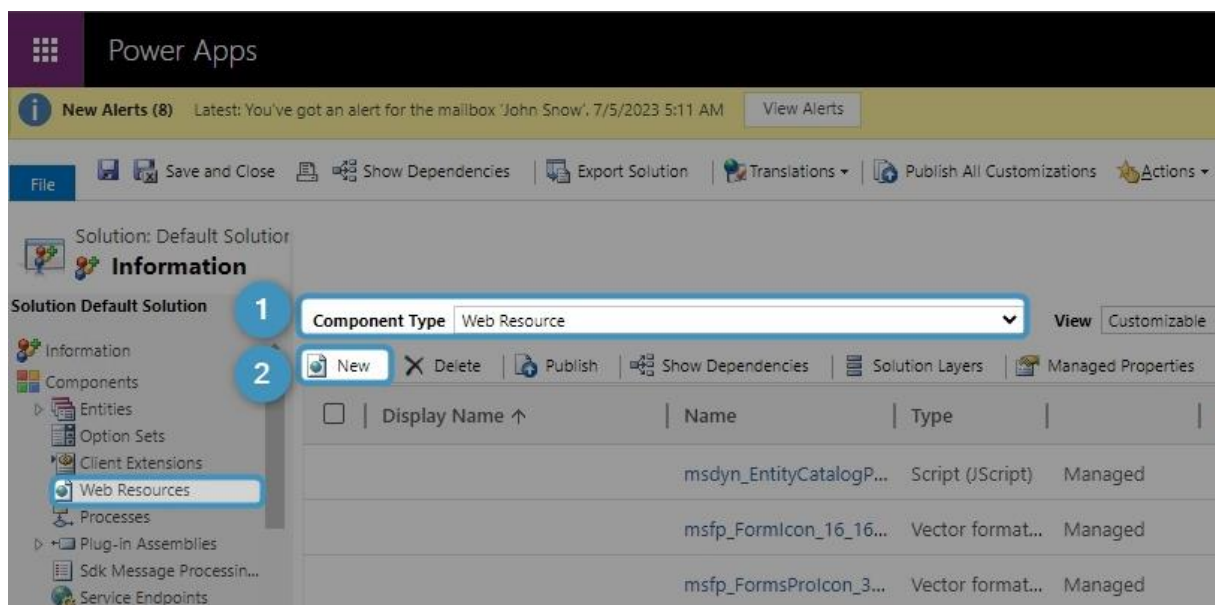 Power Apps
New Alerts (8) Latest: You've got an alert for the mailbox 'John Snow'. 7/5/2023 5:11 AM View Alerts
File Save and Close Show Dependencies Export Solution Translations Publish All Customizations Actions
Solution: Default Solution
Information
Solution Default Solution
1 Component Type Web Resource View Customizable
Information
2 New Delete Publish Show Dependencies Solution Layers Managed Properties
Components
Entities
Display Name ↑ Name Type
Option Sets
Client Extensions
msdyn_EntityCatalogP... Script (JScript) Managed
Web Resources
Processes
msfp_FormIcon_16_16... Vector format... Managed
Plug-in Assemblies
Sdk Message Processin...
msfp_FormsProIcon_3... Vector format... Managed
Service Endpoints